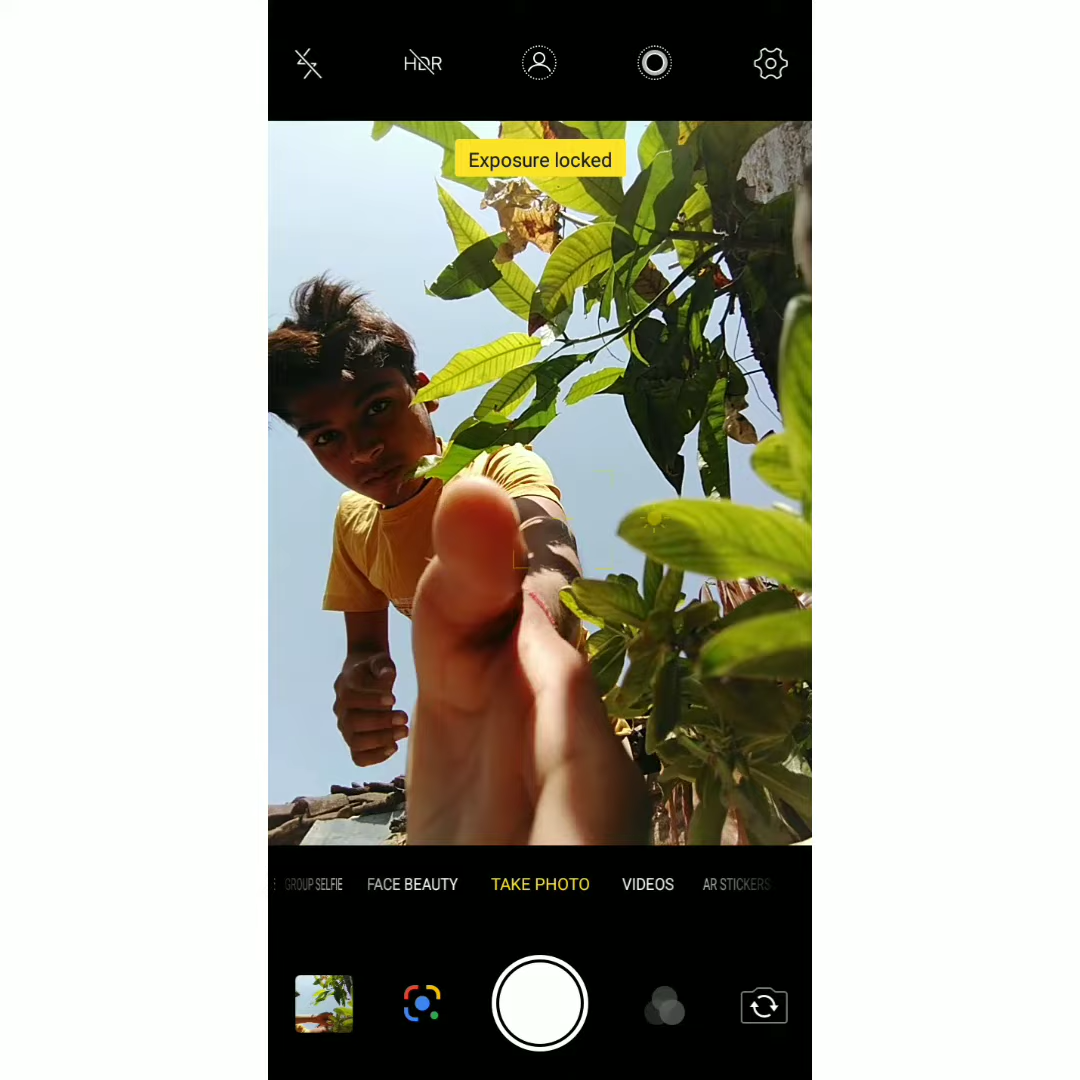 HDR
Exposure locked
GROUP SELFIE
FACE BEAUTY
TAKE PHOTO
VIDEOS
AR STICKERS